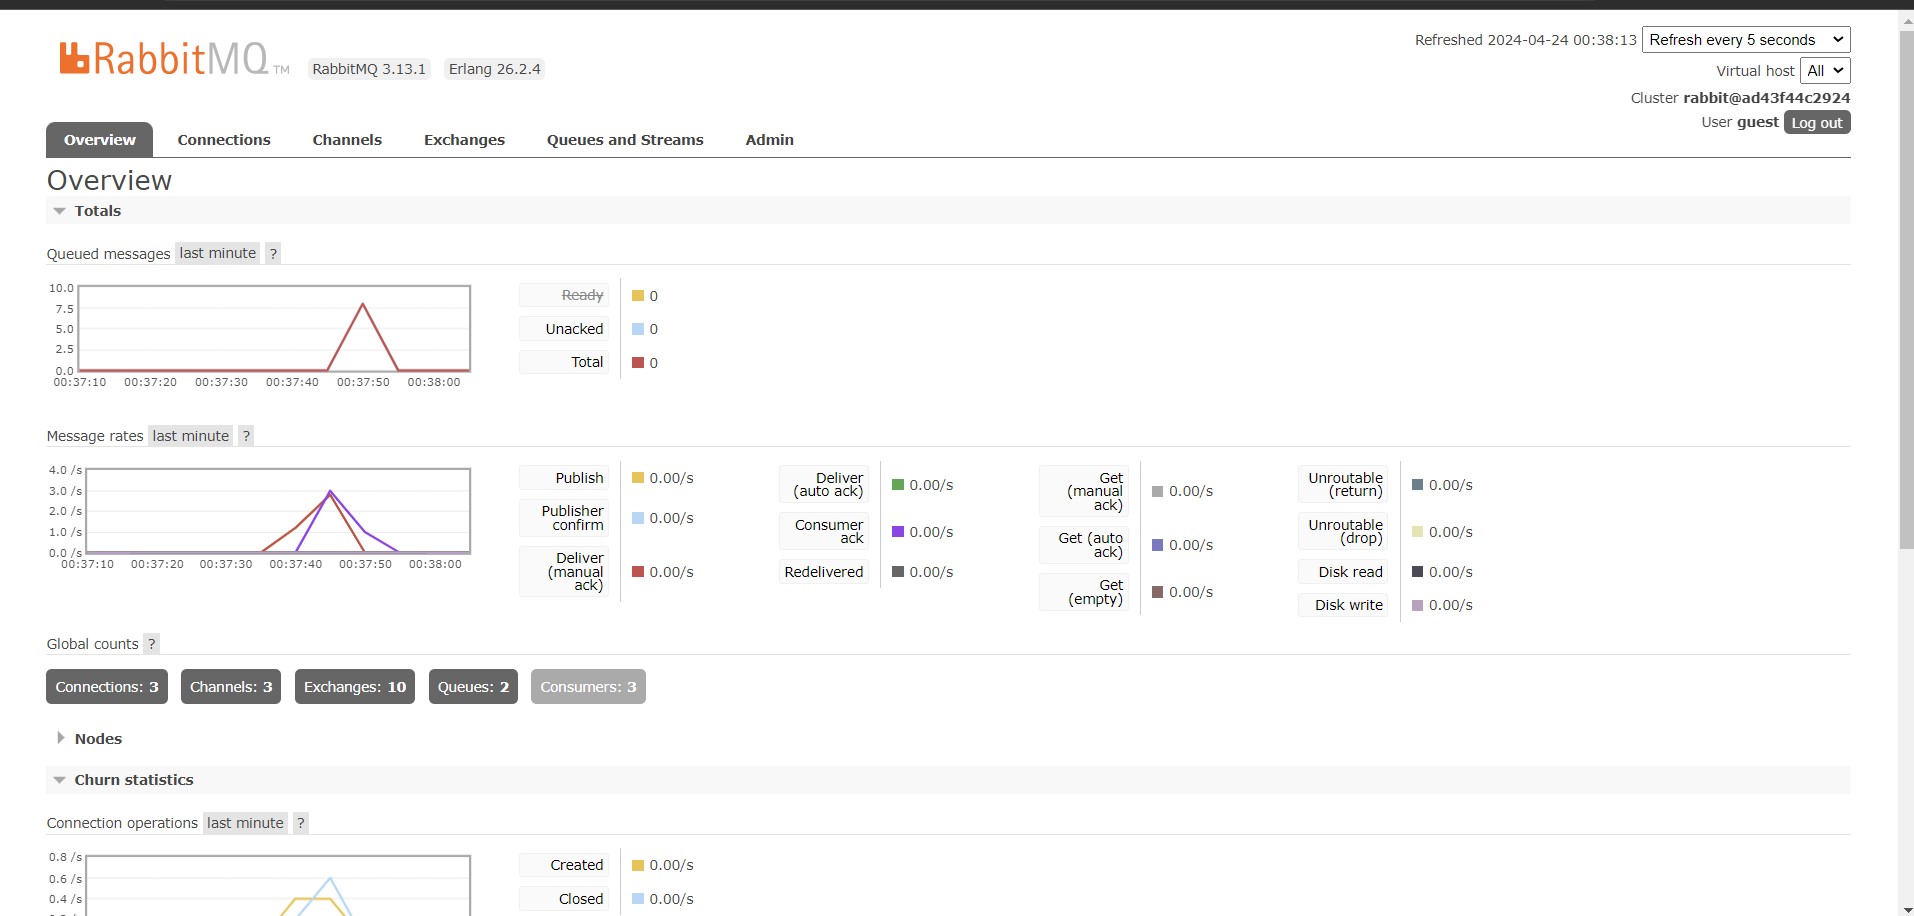 RabbitMQ TM RabbitMQ 3.13.1 Erlang 26.2.4
Refreshed 2024-04-24 00:38:13 Refresh every 5 seconds
Virtual host All
Cluster rabbit@ad43f44c2924
User guest Log out
Overview Connections Channels Exchanges Queues and Streams Admin
Overview
Totals
Queued messages last minute ?
10.0
7.5
5.0
2.5
0.0
00:37:10 00:37:20 00:37:30 00:37:40 00:37:50 00:38:00
Ready 0
Unacked 0
Total 0
Message rates last minute ?
4.0 /s
3.0 /s
2.0 /s
1.0 /s
0.0 /s
00:37:10 00:37:20 00:37:30 00:37:40 00:37:50 00:38:00
Publish 0.00/s
Publisher
confirm 0.00/s
Deliver
(manual
ack) 0.00/s
Deliver
(auto ack) 0.00/s
Consumer
ack 0.00/s
Redelivered 0.00/s
Get
(manual
ack) 0.00/s
Get (auto
ack) 0.00/s
Get
(empty) 0.00/s
Unroutable
(return) 0.00/s
Unroutable
(drop) 0.00/s
Disk read 0.00/s
Disk write 0.00/s
Global counts ?
Connections: 3 Channels: 3 Exchanges: 10 Queues: 2 Consumers: 3
Nodes
Churn statistics
Connection operations last minute ?
0.8 /s
0.6 /s
0.4 /s
Created 0.00/s
Closed 0.00/s